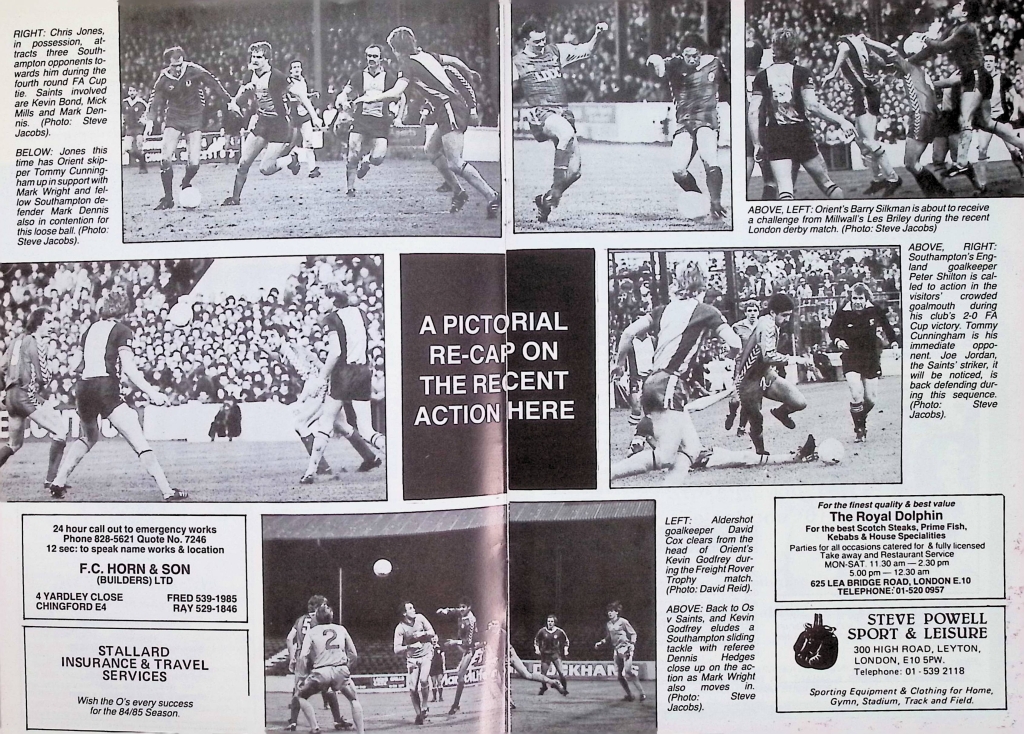 RIGHT: Chris Jones,
in possession, at-
tracts three South-
ampton opponents to-
wards him during the
fourth round FA Cup
tie. Saints involved
are Kevin Bond, Mick
Mills and Mark Den-
nis. (Photo: Steve
Jacobs).
BELOW: Jones this
time has Orient skip-
per Tommy Cunning-
ham up in support with
Mark Wright and fel-
low Southampton de-
fender Mark Dennis
also in contention for
this loose ball. (Photo:
Steve Jacobs).
ABOVE, LEFT: Orient's Barry Silkman is about to receive
a challenge from Millwall's Les Briley during the recent
London derby match. (Photo: Steve Jacobs)
ABOVE, RIGHT:
Southampton's Eng-
land goalkeeper
Peter Shilton is cal-
led to action in the
visitors' crowded
goalmouth during
his club's 2-0 FA
Cup victory. Tommy
Cunningham is his
immediate oppo-
nent. Joe Jordan,
the Saints' striker, it
will be noticed, is
back defending dur-
ing this sequence.
(Photo: Steve
Jacobs).
A PICTORIAL
RE-CAP ON
THE RECENT
ACTION HERE
24 hour call out to emergency works
Phone 828-5621 Quote No. 7246
12 sec: to speak name works & location
F.C. HORN & SON
(BUILDERS) LTD
4 YARDLEY CLOSE FRED 539-1985
CHINGFORD E4 RAY 529-1846
STALLARD
INSURANCE & TRAVEL
SERVICES
Wish the O's every success
for the 84/85 Season.
2
LEFT: Aldershot
goalkeeper David
Cox clears from the
head of Orient's
Kevin Godfrey dur-
ing the Freight Rover
Trophy match.
(Photo: David Reid).
ABOVE: Back to Os
v Saints, and Kevin
Godfrey eludes a
Southampton sliding
tackle with referee
Dennis Hedges
close up on the ac-
tion as Mark Wright
also moves in.
(Photo: Steve
Jacobs).
For the finest quality & best value
The Royal Dolphin
For the best Scotch Steaks, Prime Fish,
Kebabs & House Specialities
Parties for all occasions catered for & fully licensed
Take away and Restaurant Service
MON-SAT. 11.30 am — 2.30 pm
5.00 pm — 12.30 am
625 LEA BRIDGE ROAD, LONDON E.10
TELEPHONE: 01-520 0957
STEVE POWELL
SPORT & LEISURE
300 HIGH ROAD, LEYTON,
LONDON, E10 5PW.
Telephone: 01 - 539 2118
Sporting Equipment & Clothing for Home,
Gymn, Stadium, Track and Field.